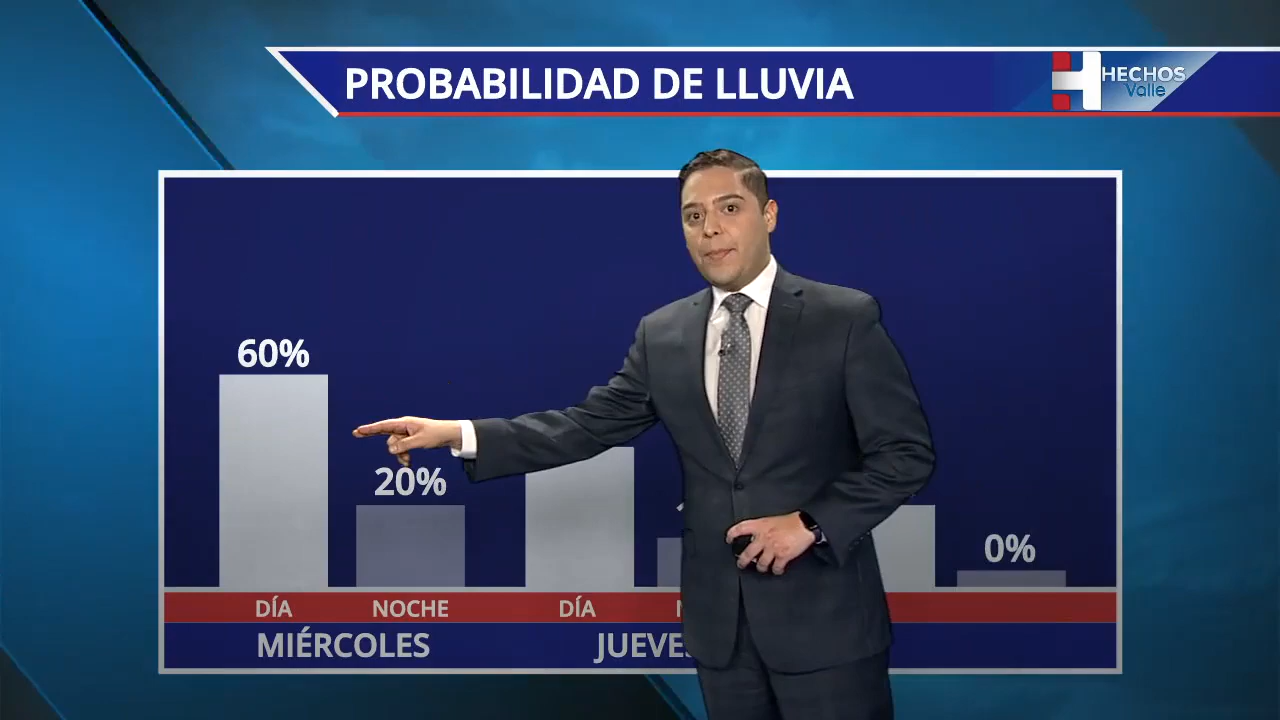 PROBABILIDAD DE LLUVIA
HECHOS
Valle
60%
20%
0%
DÍA NOCHE DÍA
MIÉRCOLES JUEVES